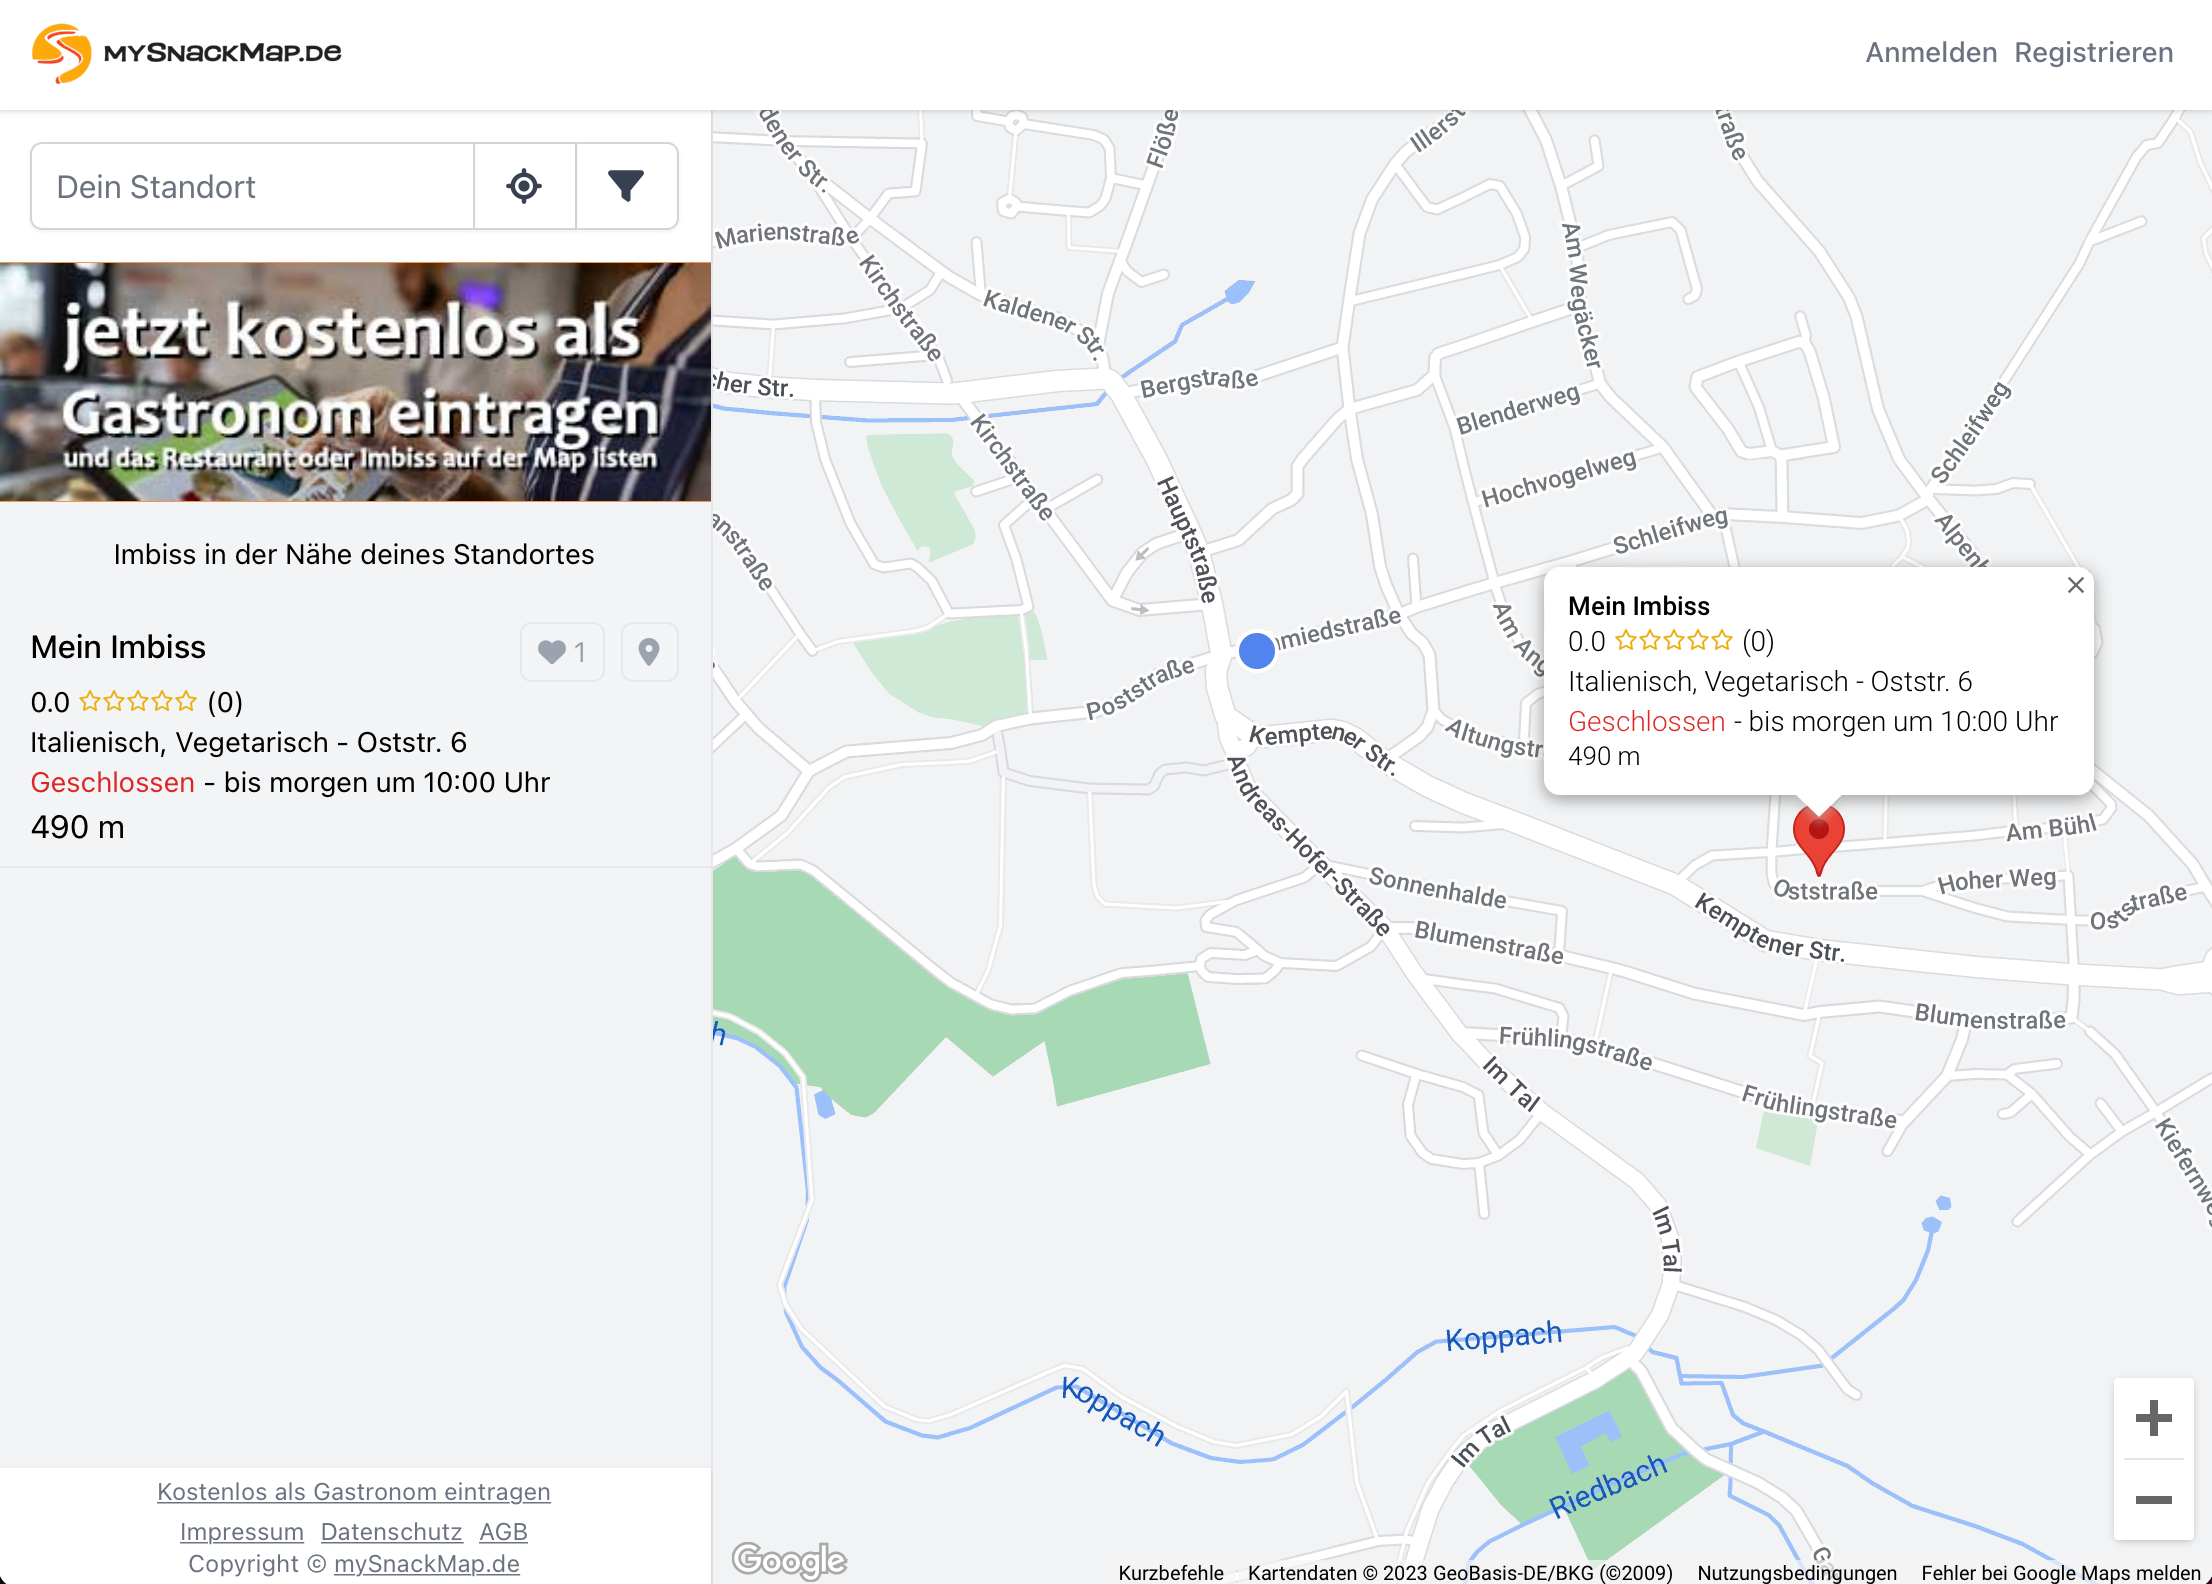 mySnackMap.de
Anmelden Registrieren
Dein Standort
jetzt kostenlos als
Gastronom eintragen
und das Restaurant oder Imbiss auf der Map listen
Imbiss in der Nähe deines Standortes
Mein Imbiss
1
0.0 (0)
Italienisch, Vegetarisch - Oststr. 6
Geschlossen - bis morgen um 10:00 Uhr
490 m
Kostenlos als Gastronom eintragen
Impressum Datenschutz AGB
Copyright © mySnackMap.de
dener Str.
Flöße
Illerst
raße
Marienstraße
Kirchstraße
Kaldener Str.
Am Wegäcker
cher Str.
Bergstraße
Blenderweg
Schleifweg
Kirchstraße
Hauptstraße
Hochvogelweg
Schleifweg
Alpenh
anstraße
miedstraße
Am Ang
Poststraße
Kemptener Str.
Altungstr
Mein Imbiss
0.0 (0)
Italienisch, Vegetarisch - Oststr. 6
Geschlossen - bis morgen um 10:00 Uhr
490 m
Andreas-Hofer-Straße
Am Bühl
Sonnenhalde
Oststraße
Hoher Weg
Oststraße
Kemptener Str.
Blumenstraße
Blumenstraße
h
Frühlingstraße
Im Tal
Frühlingstraße
Kiefernwe
Im Tal
Koppach
Koppach
Im Tal
Riedbach
Google
Kurzbefehle
Kartendaten © 2023 GeoBasis-DE/BKG (©2009)
Nutzungsbedingungen
Fehler bei Google Maps melden